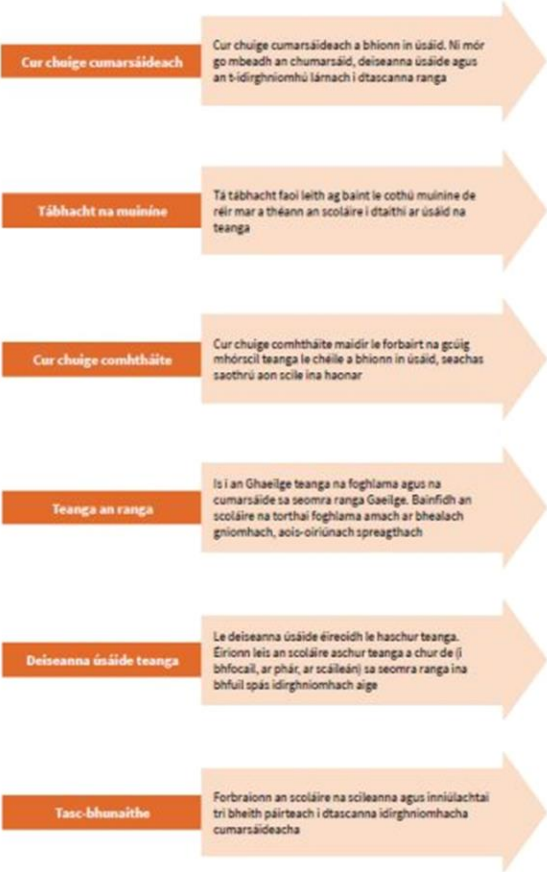 Cur chuige cumarsáideach
Cur chuige cumarsáideach a bhíonn in úsáid. Ní mór
go mbeadh an chumarsáid, deiseanna úsáide agus
an t-idirghníomhú lárnach i dtascanna ranga
Tábhacht na muiníne
Tá tábhacht faoi leith ag baint le cothú muiníne de
réir mar a théann an scoláire i dtaithí ar úsáid na
teanga
Cur chuige comhtháite
Cur chuige comhtháite maidir le forbairt na gcúig
mhórscil teanga le chéile a bhíonn in úsáid, seachas
saothrú aon scile ina haonar
Teanga an ranga
Is í an Ghaeilge teanga na foghlama agus na
cumarsáide sa seomra ranga Gaeilge. Bainfidh an
scoláire na torthaí foghlama amach ar bhealach
gníomhach, aois-oiriúnach spreagthach
Deiseanna úsáide teanga
Le deiseanna úsáide éireoidh le haschur teanga.
Éiríonn leis an scoláire aschur teanga a chur de (i
bhfocail, ar phár, ar scáileán) sa seomra ranga ina
bhfuil spás idirghníomhach aige
Tasc-bhunaithe
Forbraíonn an scoláire na scileanna agus inniúlachtaí
trí bheith páirteach i dtascanna idirghníomhacha
cumarsáideacha